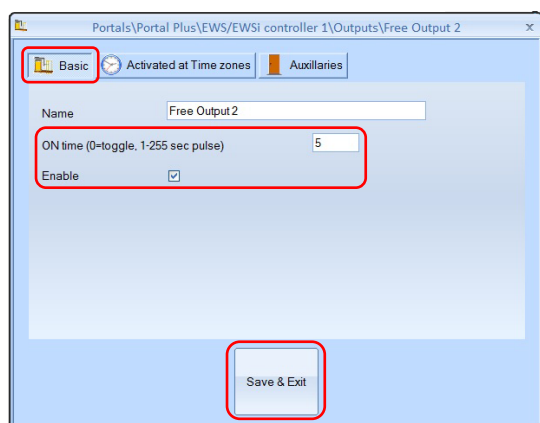 Portals\Portal Plus\EWS/EWSi controller 1\Outputs\Free Output 2 x
Basic Activated at Time zones Auxillaries
Name Free Output 2
ON time (0=toggle, 1-255 sec pulse) 5
Enable
Save & Exit